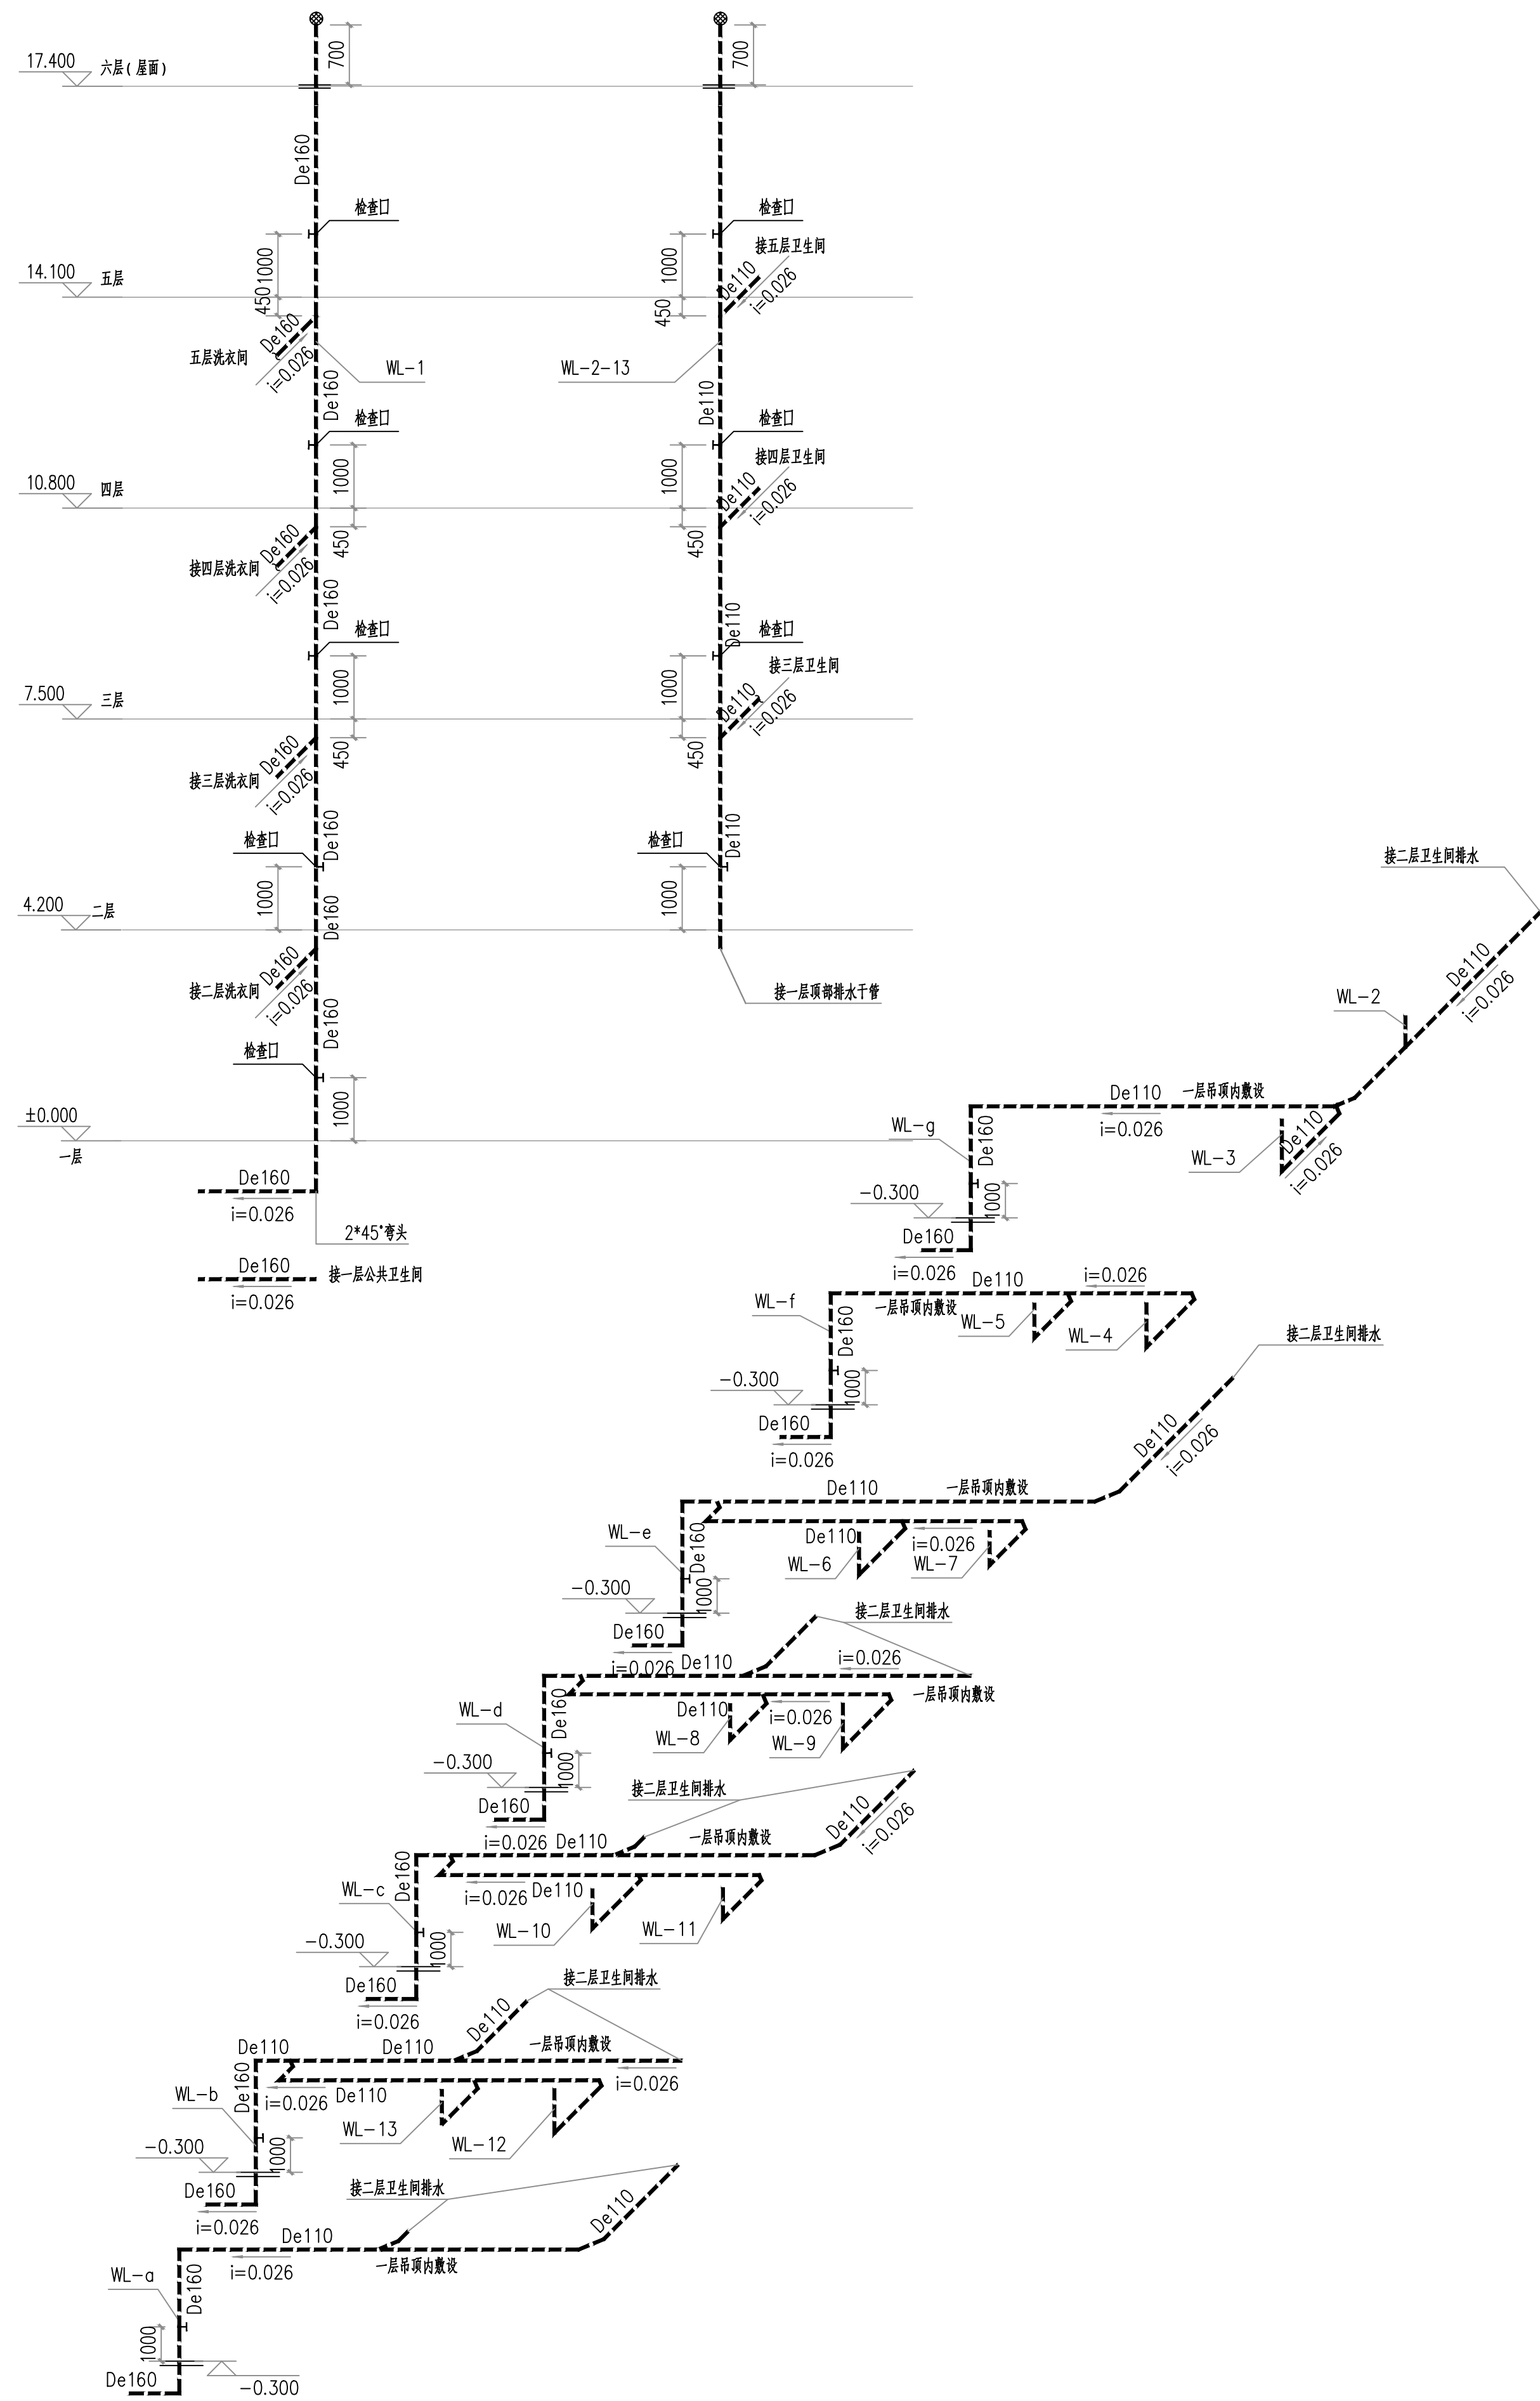 700
700
17.400 六层(屋面)
De160
检查口
检查口
1000
1000
接五层卫生间
De110
i=0.026
14.100 五层
450
450
De160
i=0.026
五层洗衣间
WL-1
WL-2-13
De160
De110
检查口
检查口
1000
1000
接四层卫生间
De110
i=0.026
10.800 四层
450
450
De160
i=0.026
接四层洗衣间
De160
De110
检查口
检查口
1000
1000
接三层卫生间
De110
i=0.026
7.500 三层
450
450
De160
i=0.026
接三层洗衣间
De160
De110
检查口
检查口
1000
1000
De160
4.200 二层
De160
i=0.026
接二层洗衣间
接一层顶部排水干管
De160
检查口
1000
±0.000
一层
De160
i=0.026
2*45°弯头
De160
i=0.026
接一层公共卫生间
接二层卫生间排水
De110
i=0.026
WL-2
De110
一层吊顶内敷设
i=0.026
WL-g
De160
De110
i=0.026
WL-3
-0.300
1000
De160
i=0.026
De110
i=0.026
WL-f
一层吊顶内敷设
De160
WL-5
WL-4
-0.300
1000
De160
i=0.026
接二层卫生间排水
De110
i=0.026
De110
一层吊顶内敷设
WL-e
De160
De110
i=0.026
WL-6
WL-7
-0.300
1000
De160
i=0.026
接二层卫生间排水
De110
i=0.026
一层吊顶内敷设
WL-d
De160
De110
i=0.026
WL-8
WL-9
-0.300
1000
De160
i=0.026
接二层卫生间排水
De110
i=0.026
De110
一层吊顶内敷设
De160
WL-c
i=0.026
De110
WL-10
WL-11
-0.300
1000
De160
i=0.026
接二层卫生间排水
De110
De110
De110
一层吊顶内敷设
i=0.026
De160
WL-b
i=0.026
De110
WL-13
WL-12
-0.300
1000
De160
i=0.026
接二层卫生间排水
De110
De110
i=0.026
一层吊顶内敷设
WL-a
De160
1000
De160
-0.300